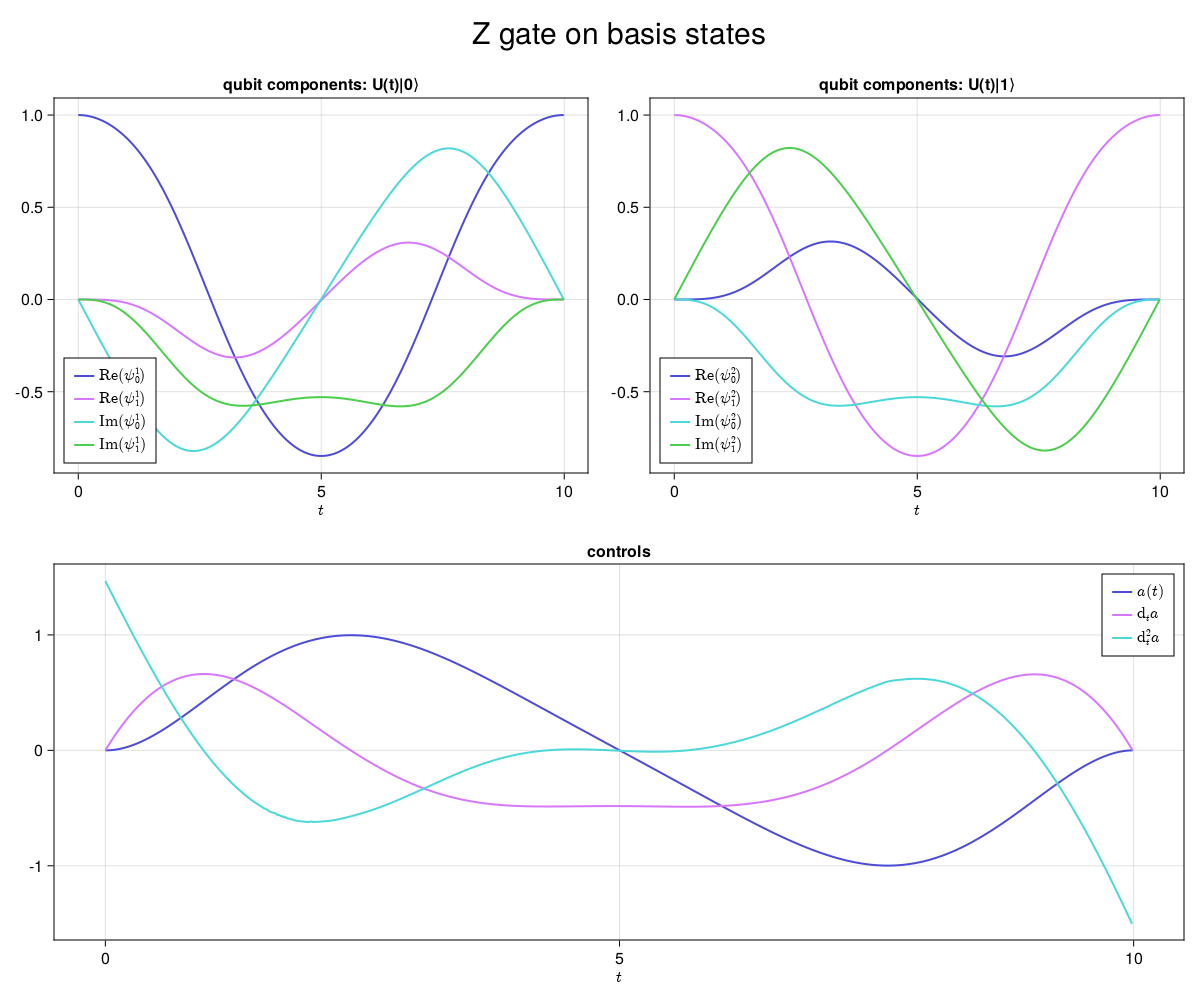 Z gate on basis states
qubit components: U(t)|0⟩
1.0
0.5
0.0
-0.5
Re(ψ¹₀)
Re(ψ¹₁)
Im(ψ¹₀)
Im(ψ¹₁)
0 5 10
t
qubit components: U(t)|1⟩
1.0
0.5
0.0
-0.5
Re(ψ²₀)
Re(ψ²₁)
Im(ψ²₀)
Im(ψ²₁)
0 5 10
t
controls
1
0
-1
a(t)
dₜa
d²ₜa
0 5 10
t